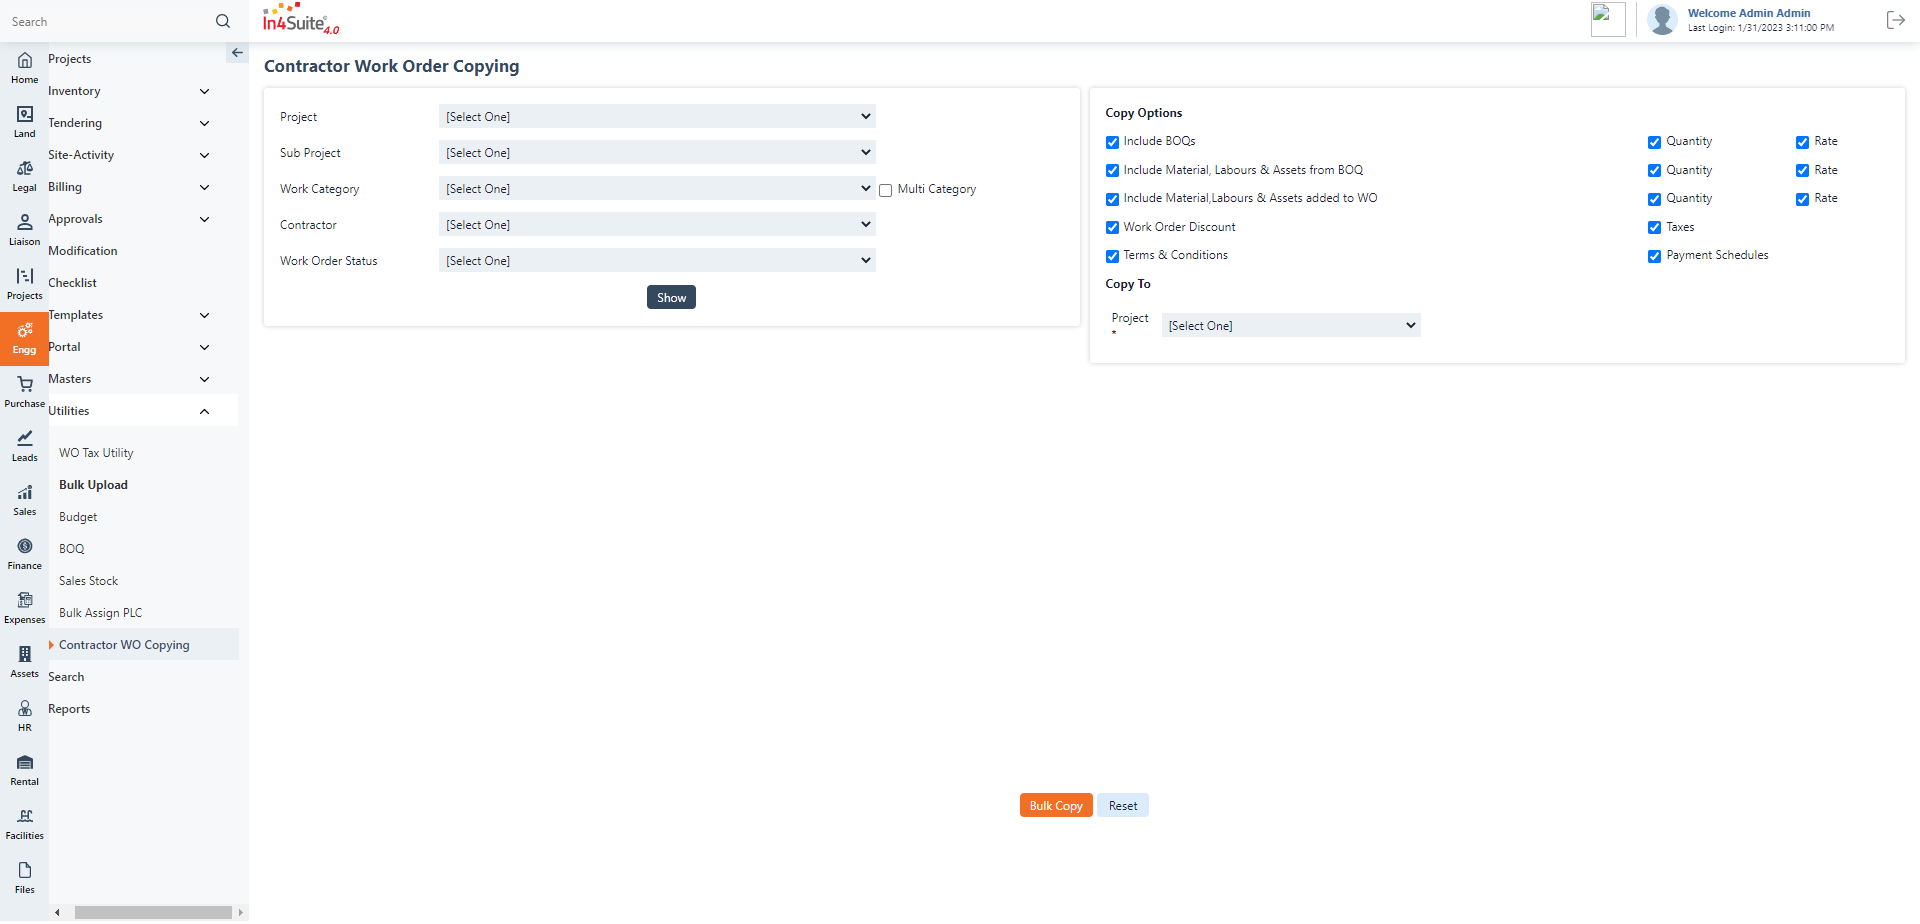 Search
In4Suite 4.0
Welcome Admin Admin
Last Login: 1/31/2023 3:11:00 PM
Home
Land
Legal
Liaison
Projects
Engg
Purchase
Leads
Sales
Finance
Expenses
Assets
HR
Rental
Facilities
Files
Projects
Inventory
Tendering
Site-Activity
Billing
Approvals
Modification
Checklist
Templates
Portal
Masters
Utilities
WO Tax Utility
Bulk Upload
Budget
BOQ
Sales Stock
Bulk Assign PLC
Contractor WO Copying
Search
Reports
Contractor Work Order Copying
Project [Select One]
Sub Project [Select One]
Work Category [Select One] Multi Category
Contractor [Select One]
Work Order Status [Select One]
Show
Copy Options
Include BOQs Quantity Rate
Include Material, Labours & Assets from BOQ Quantity Rate
Include Material,Labours & Assets added to WO Quantity Rate
Work Order Discount Taxes
Terms & Conditions Payment Schedules
Copy To
Project * [Select One]
Bulk Copy Reset